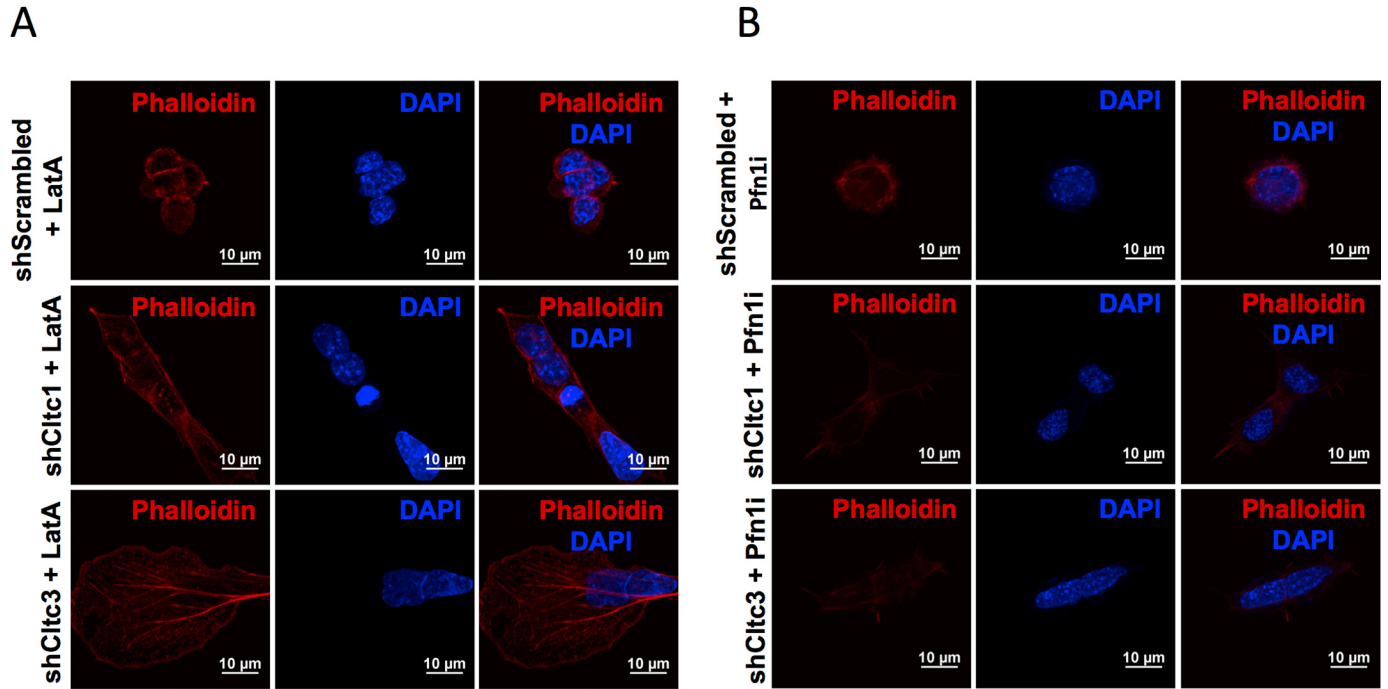 A
B
shScrambled
+ LatA
Phalloidin
DAPI
Phalloidin
DAPI
10 µm
10 µm
10 µm
shCltc1 + LatA
Phalloidin
DAPI
Phalloidin
DAPI
10 µm
10 µm
10 µm
shCltc3 + LatA
Phalloidin
DAPI
Phalloidin
DAPI
10 µm
10 µm
10 µm
shScrambled +
Pfn1i
Phalloidin
DAPI
Phalloidin
DAPI
10 µm
10 µm
10 µm
shCltc1 + Pfn1i
Phalloidin
DAPI
Phalloidin
DAPI
10 µm
10 µm
10 µm
shCltc3 + Pfn1i
Phalloidin
DAPI
Phalloidin
DAPI
10 µm
10 µm
10 µm